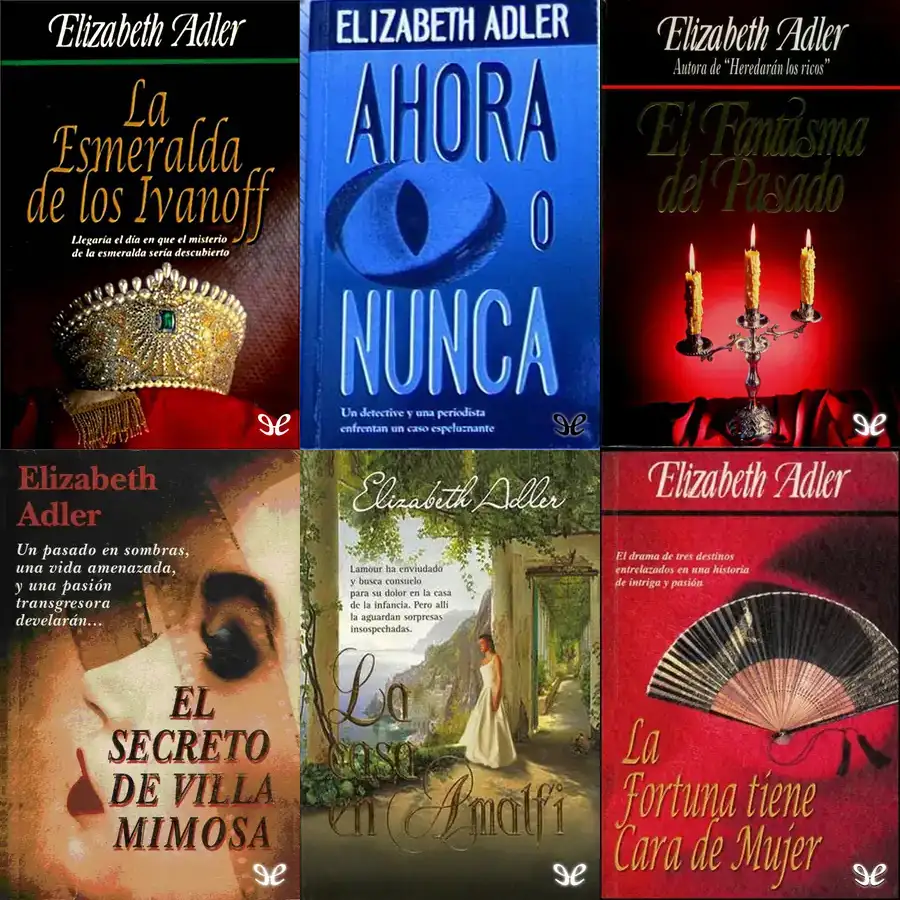 Elizabeth Adler
La
Esmeralda
de los Ivanoff
Llegaría el día en que el misterio
de la esmeralda sería descubierto
ELIZABETH ADLER
AHORA
O
NUNCA
Un detective y una periodista
enfrentan un caso espeluznante
Elizabeth Adler
Autora de "Heredarán los ricos"
El Fantasma
del Pasado
Elizabeth
Adler
Un pasado en sombras,
una vida amenazada,
y una pasión
transgresora
develarán...
EL
SECRETO
DE VILLA
MIMOSA
Elizabeth Adler
Lamour ha enviudado
y busca consuelo
para su dolor en la casa
de la infancia. Pero allí
la aguardan sorpresas
insospechadas.
La
casa
en Amalfi
Elizabeth Adler
El drama de tres destinos
entrelazados en una historia
de intriga y pasión
La
Fortuna tiene
Cara de Mujer